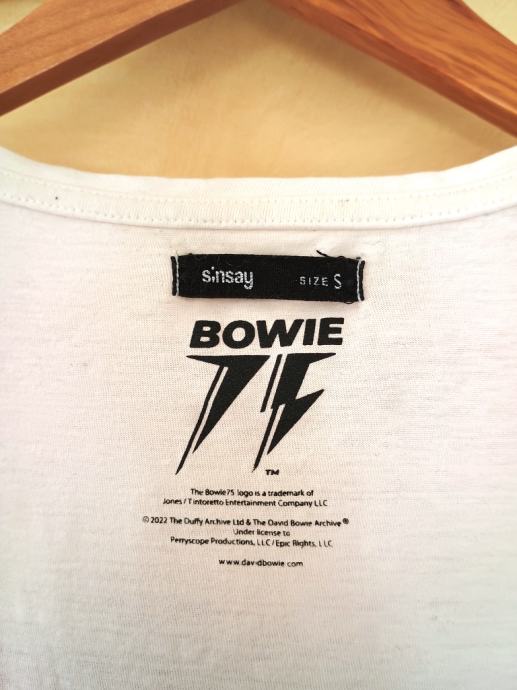 sinsay SIZE S
BOWIE
75
TM
The Bowie75 logo is a trademark of
Jones / Tintoretto Entertainment Company LLC
© 2022 The Duffy Archive Ltd & The David Bowie Archive ®
Under license to
Perryscope Productions, LLC / Epic Rights, LLC
www.davidbowie.com